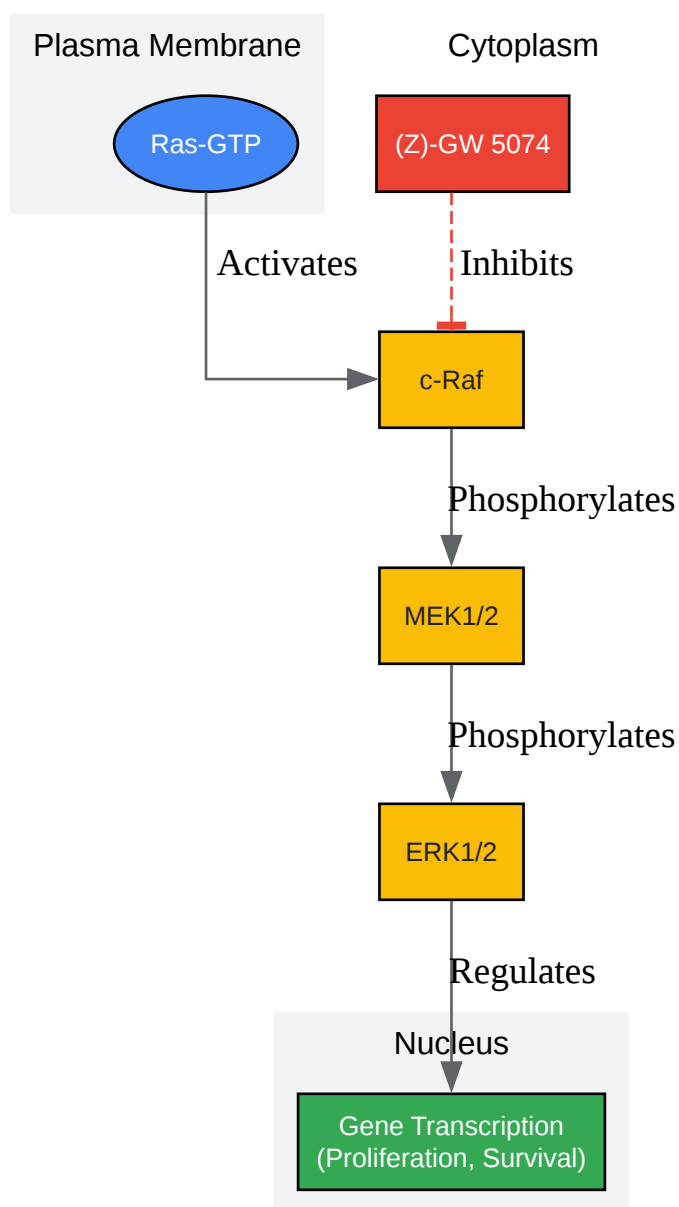 Plasma Membrane
Cytoplasm
Ras-GTP
(Z)-GW 5074
Activates
Inhibits
c-Raf
Phosphorylates
MEK1/2
Phosphorylates
ERK1/2
Regulates
Nucleus
Gene Transcription
(Proliferation, Survival)